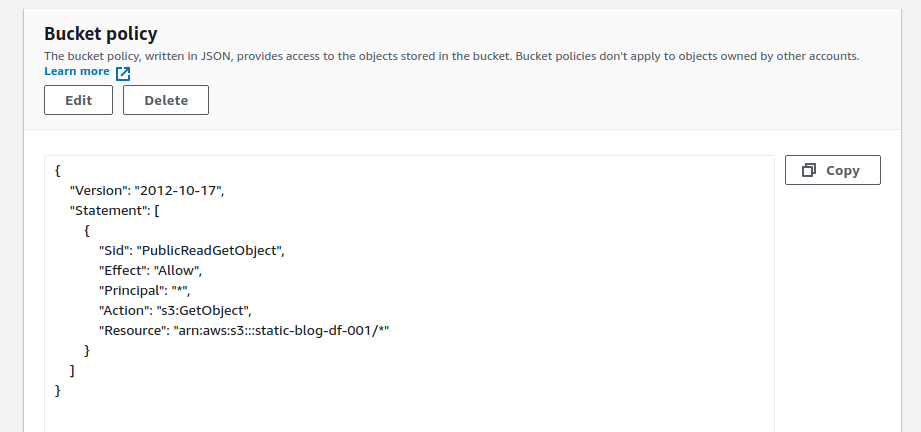 Bucket policy
The bucket policy, written in JSON, provides access to the objects stored in the bucket. Bucket policies don't apply to objects owned by other accounts.
Learn more
Edit Delete
Copy
{
"Version": "2012-10-17",
"Statement": [
{
"Sid": "PublicReadGetObject",
"Effect": "Allow",
"Principal": "*",
"Action": "s3:GetObject",
"Resource": "arn:aws:s3:::static-blog-df-001/*"
}
]
}